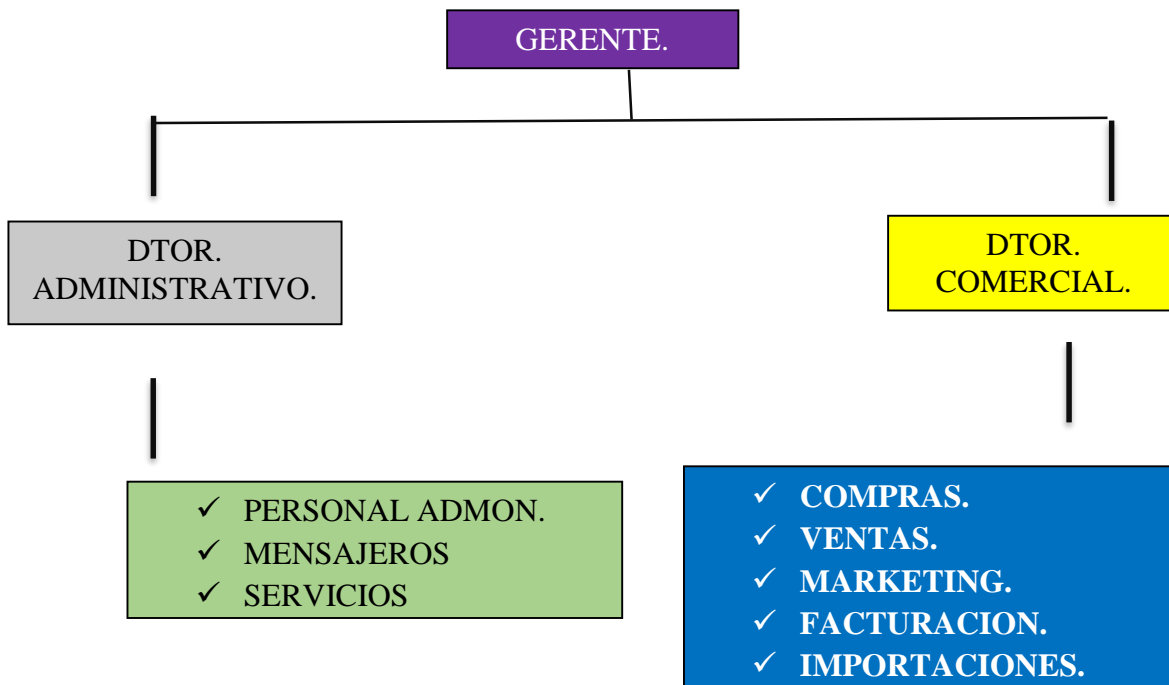 GERENTE.
DTOR.
ADMINISTRATIVO.
DTOR.
COMERCIAL.
✓ PERSONAL ADMON.
✓ MENSAJEROS
✓ SERVICIOS
✓ COMPRAS.
✓ VENTAS.
✓ MARKETING.
✓ FACTURACION.
✓ IMPORTACIONES.